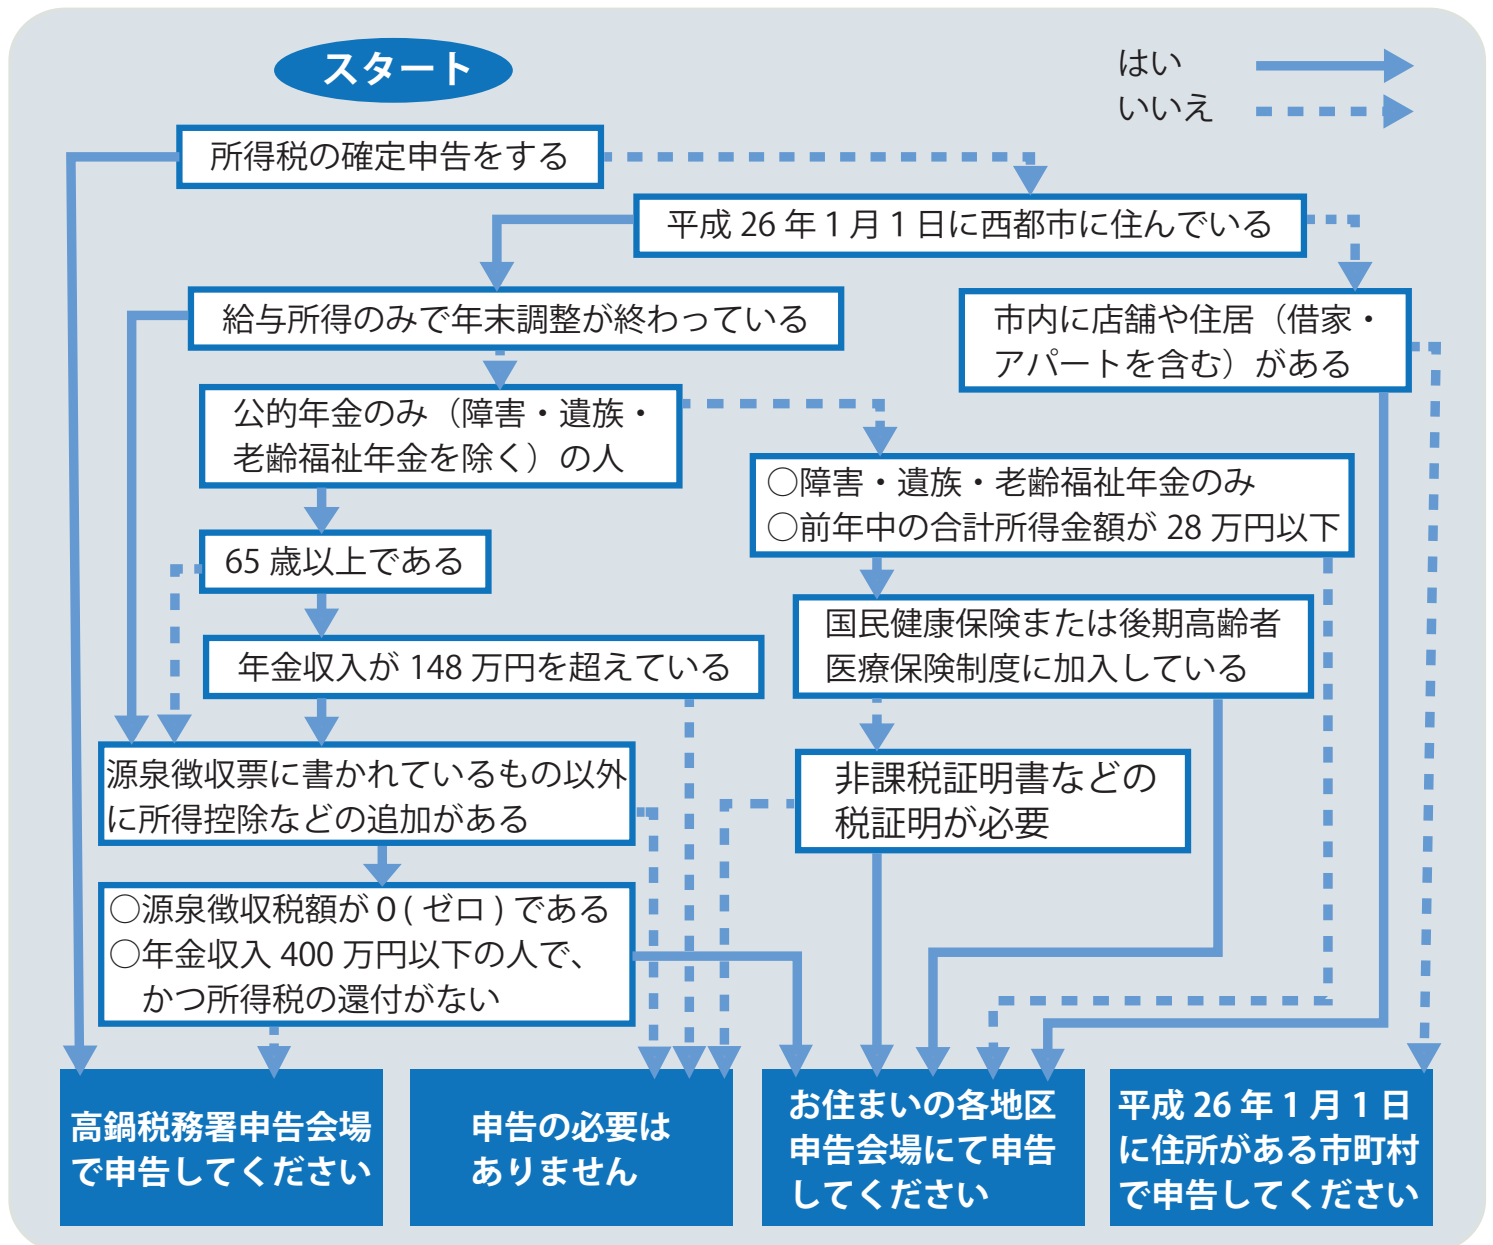 スタート
はい
いいえ
所得税の確定申告をする
平成 26 年 1 月 1 日に西都市に住んでいる
給与所得のみで年末調整が終わっている
市内に店舗や住居（借家・
アパートを含む）がある
公的年金のみ（障害・遺族・
老齢福祉年金を除く）の人
○障害・遺族・老齢福祉年金のみ
○前年中の合計所得金額が 28 万円以下
65 歳以上である
国民健康保険または後期高齢者
医療保険制度に加入している
年金収入が 148 万円を超えている
源泉徴収票に書かれているもの以外
に所得控除などの追加がある
非課税証明書などの
税証明が必要
○源泉徴収税額が０( ゼロ ) である
○年金収入 400 万円以下の人で、
かつ所得税の還付がない
高鍋税務署申告会場
で申告してください
申告の必要は
ありません
お住まいの各地区
申告会場にて申告
してください
平成 26 年 1 月 1 日
に住所がある市町村
で申告してください